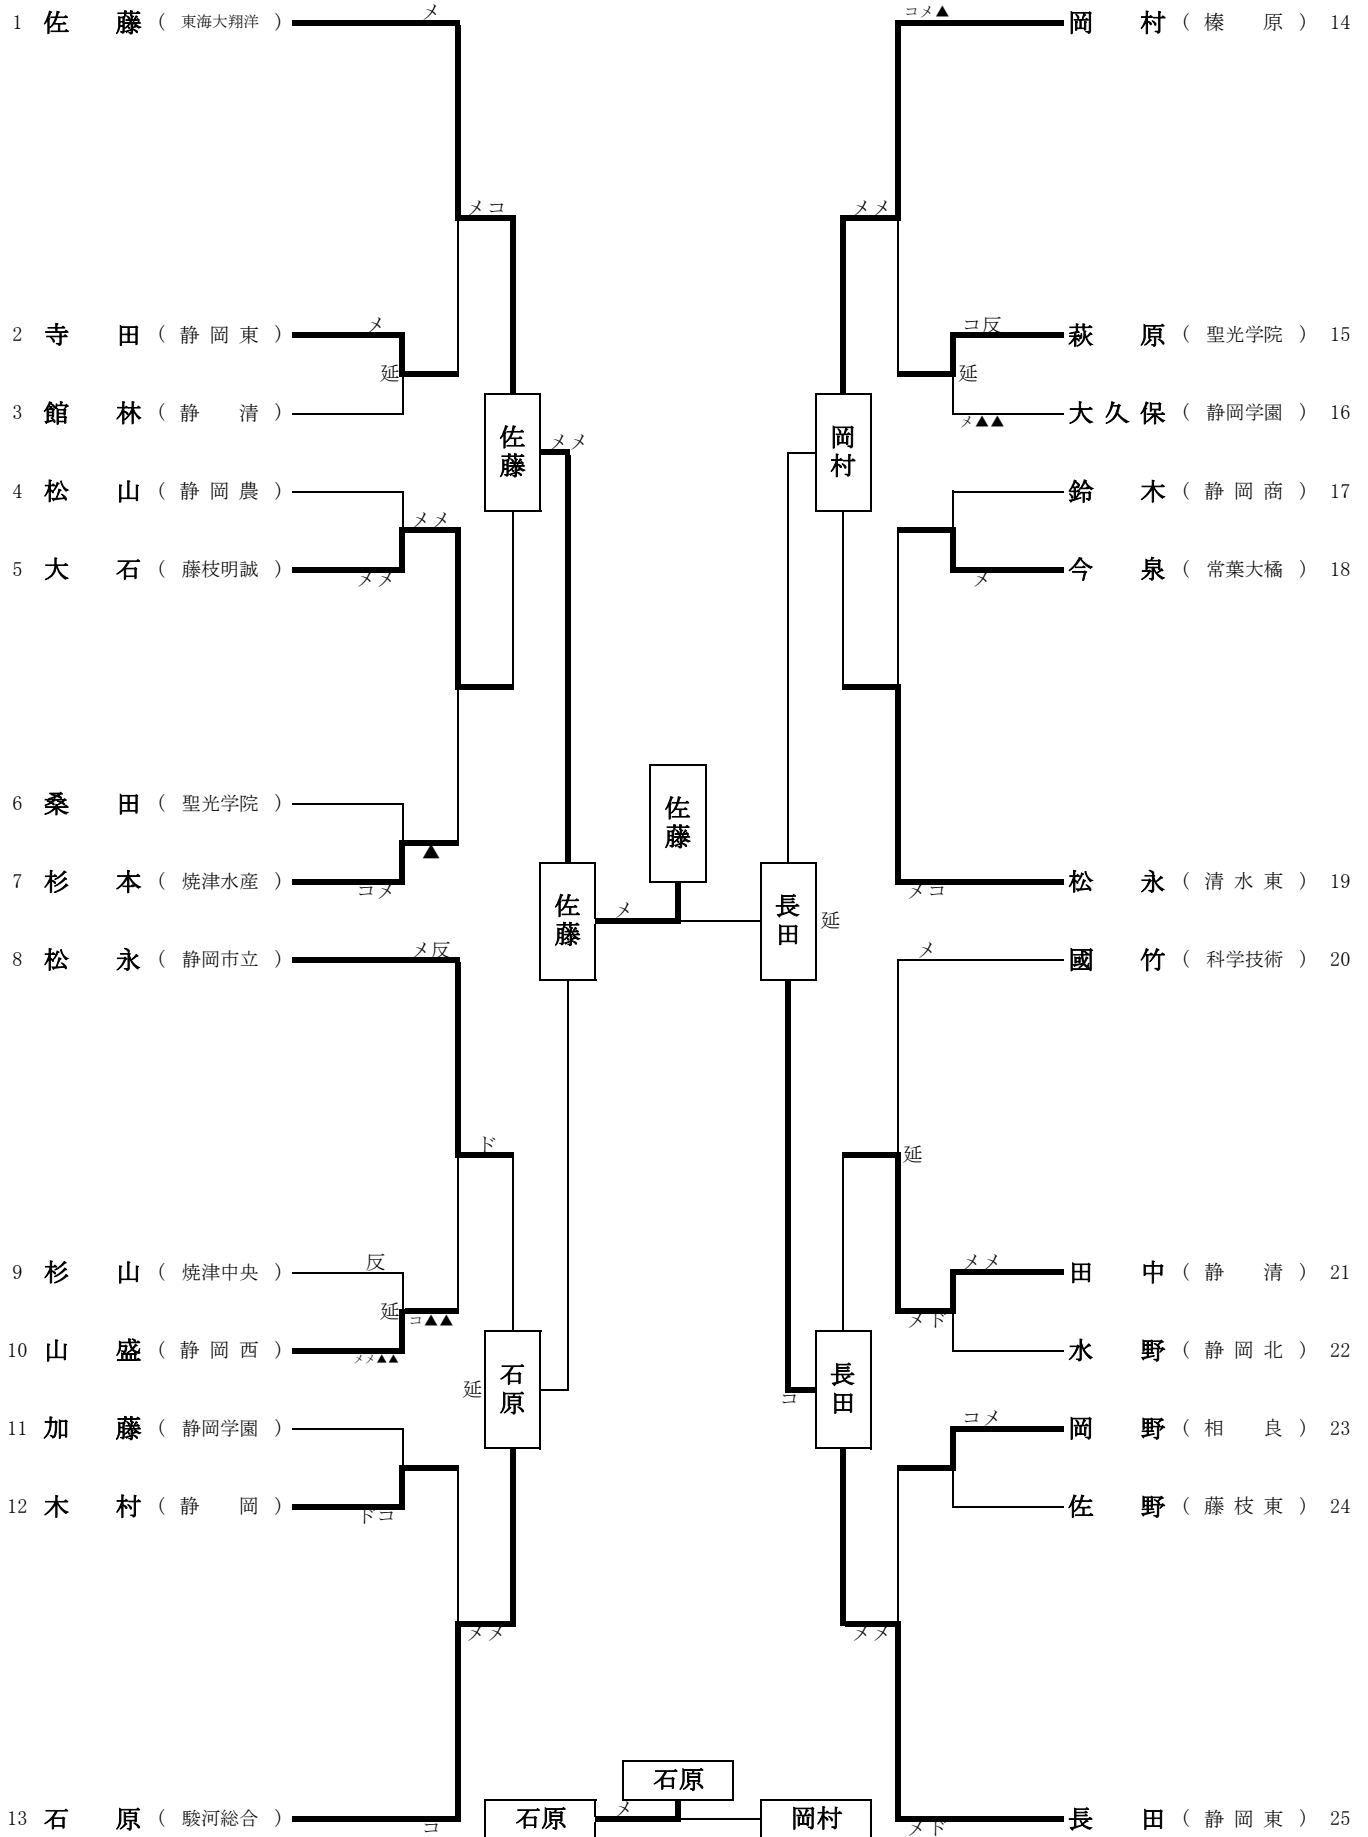 1 佐 藤 ( 東海大翔洋 )
メ
メコ
2 寺 田 ( 静 岡 東 )
メ
延
3 館 林 ( 静 清 )
4 松 山 ( 静 岡 農 )
メメ
5 大 石 ( 藤枝明誠 )
メメ
6 桑 田 ( 聖光学院 )
▲
7 杉 本 ( 焼津水産 )
コメ
8 松 永 ( 静岡市立 )
メ反
ド
9 杉 山 ( 焼津中央 )
反
延
コ▲▲
10 山 盛 ( 静 岡 西 )
メメ▲▲
11 加 藤 ( 静岡学園 )
12 木 村 ( 静 岡 )
ドコ
メメ
13 石 原 ( 駿河総合 )
コ
佐藤
メメ
石原
延
佐藤
メ
佐藤
長田
延
コ
岡村
長田
石原
石原
メ
岡村
コメ▲
岡 村 ( 榛 原 ) 14
メメ
コ反
萩 原 ( 聖光学院 ) 15
延
大 久 保 ( 静岡学園 ) 16
メ▲▲
鈴 木 ( 静 岡 商 ) 17
今 泉 ( 常葉大橘 ) 18
メ
松 永 ( 清 水 東 ) 19
メコ
メ
國 竹 ( 科学技術 ) 20
延
メメ
田 中 ( 静 清 ) 21
メド
水 野 ( 静 岡 北 ) 22
コメ
岡 野 ( 相 良 ) 23
佐 野 ( 藤 枝 東 ) 24
メメ
長 田 ( 静 岡 東 ) 25
メド